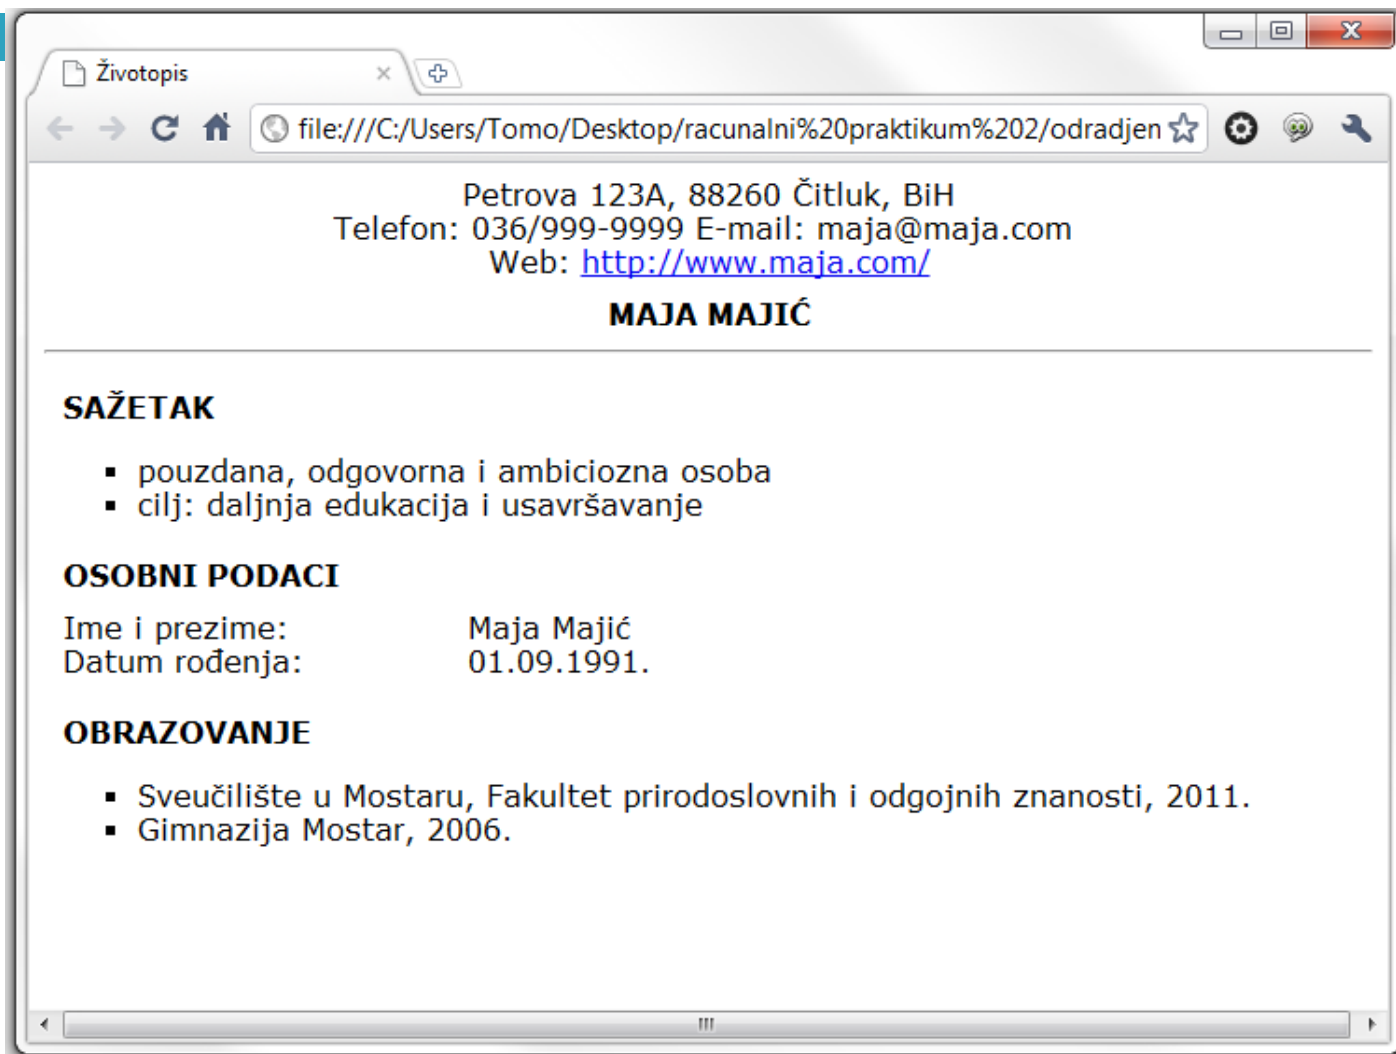 Životopis
file:///C:/Users/Tomo/Desktop/racunalni%20praktikum%202/odradjen
Petrova 123A, 88260 Čitluk, BiH
Telefon: 036/999-9999 E-mail: maja@maja.com
Web: http://www.maja.com/
MAJA MAJIĆ
SAŽETAK
▪ pouzdana, odgovorna i ambiciozna osoba
▪ cilj: daljnja edukacija i usavršavanje
OSOBNI PODACI
Ime i prezime: Maja Majić
Datum rođenja: 01.09.1991.
OBRAZOVANJE
▪ Sveučilište u Mostaru, Fakultet prirodoslovnih i odgojnih znanosti, 2011.
▪ Gimnazija Mostar, 2006.